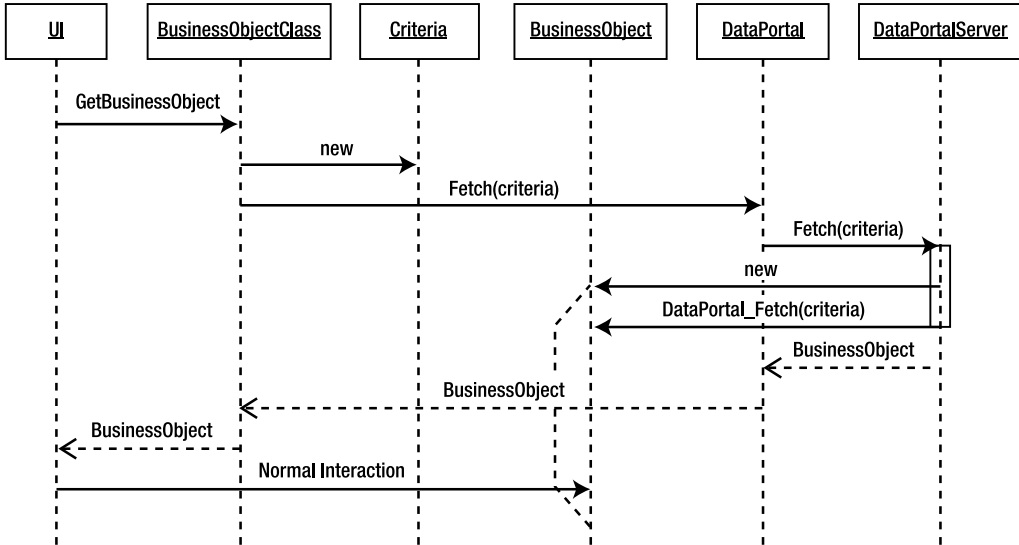 UI
BusinessObjectClass
Criteria
BusinessObject
DataPortal
DataPortalServer
GetBusinessObject
new
Fetch(criteria)
Fetch(criteria)
new
DataPortal_Fetch(criteria)
BusinessObject
BusinessObject
BusinessObject
Normal Interaction